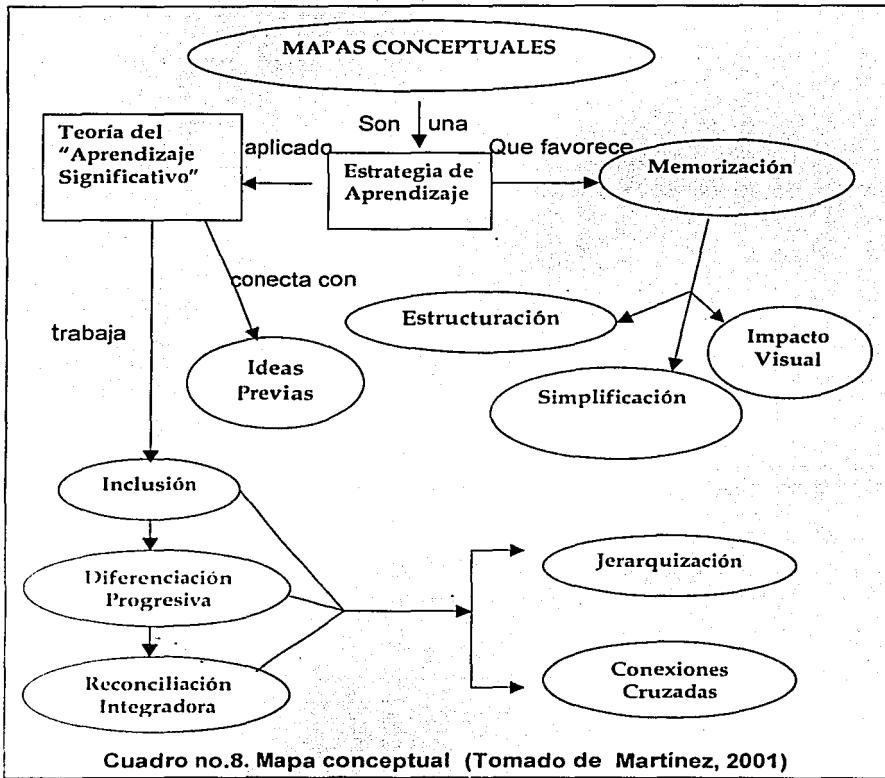 MAPAS CONCEPTUALES
Son una
Teoría del
"Aprendizaje
Significativo"
aplicado
Estrategia de
Aprendizaje
Que favorece
Memorización
conecta con
trabaja
Ideas
Previas
Estructuración
Impacto
Visual
Simplificación
Inclusión
Diferenciación
Progresiva
Reconciliación
Integradora
Jerarquización
Conexiones
Cruzadas
Cuadro no.8. Mapa conceptual (Tomado de Martínez, 2001)